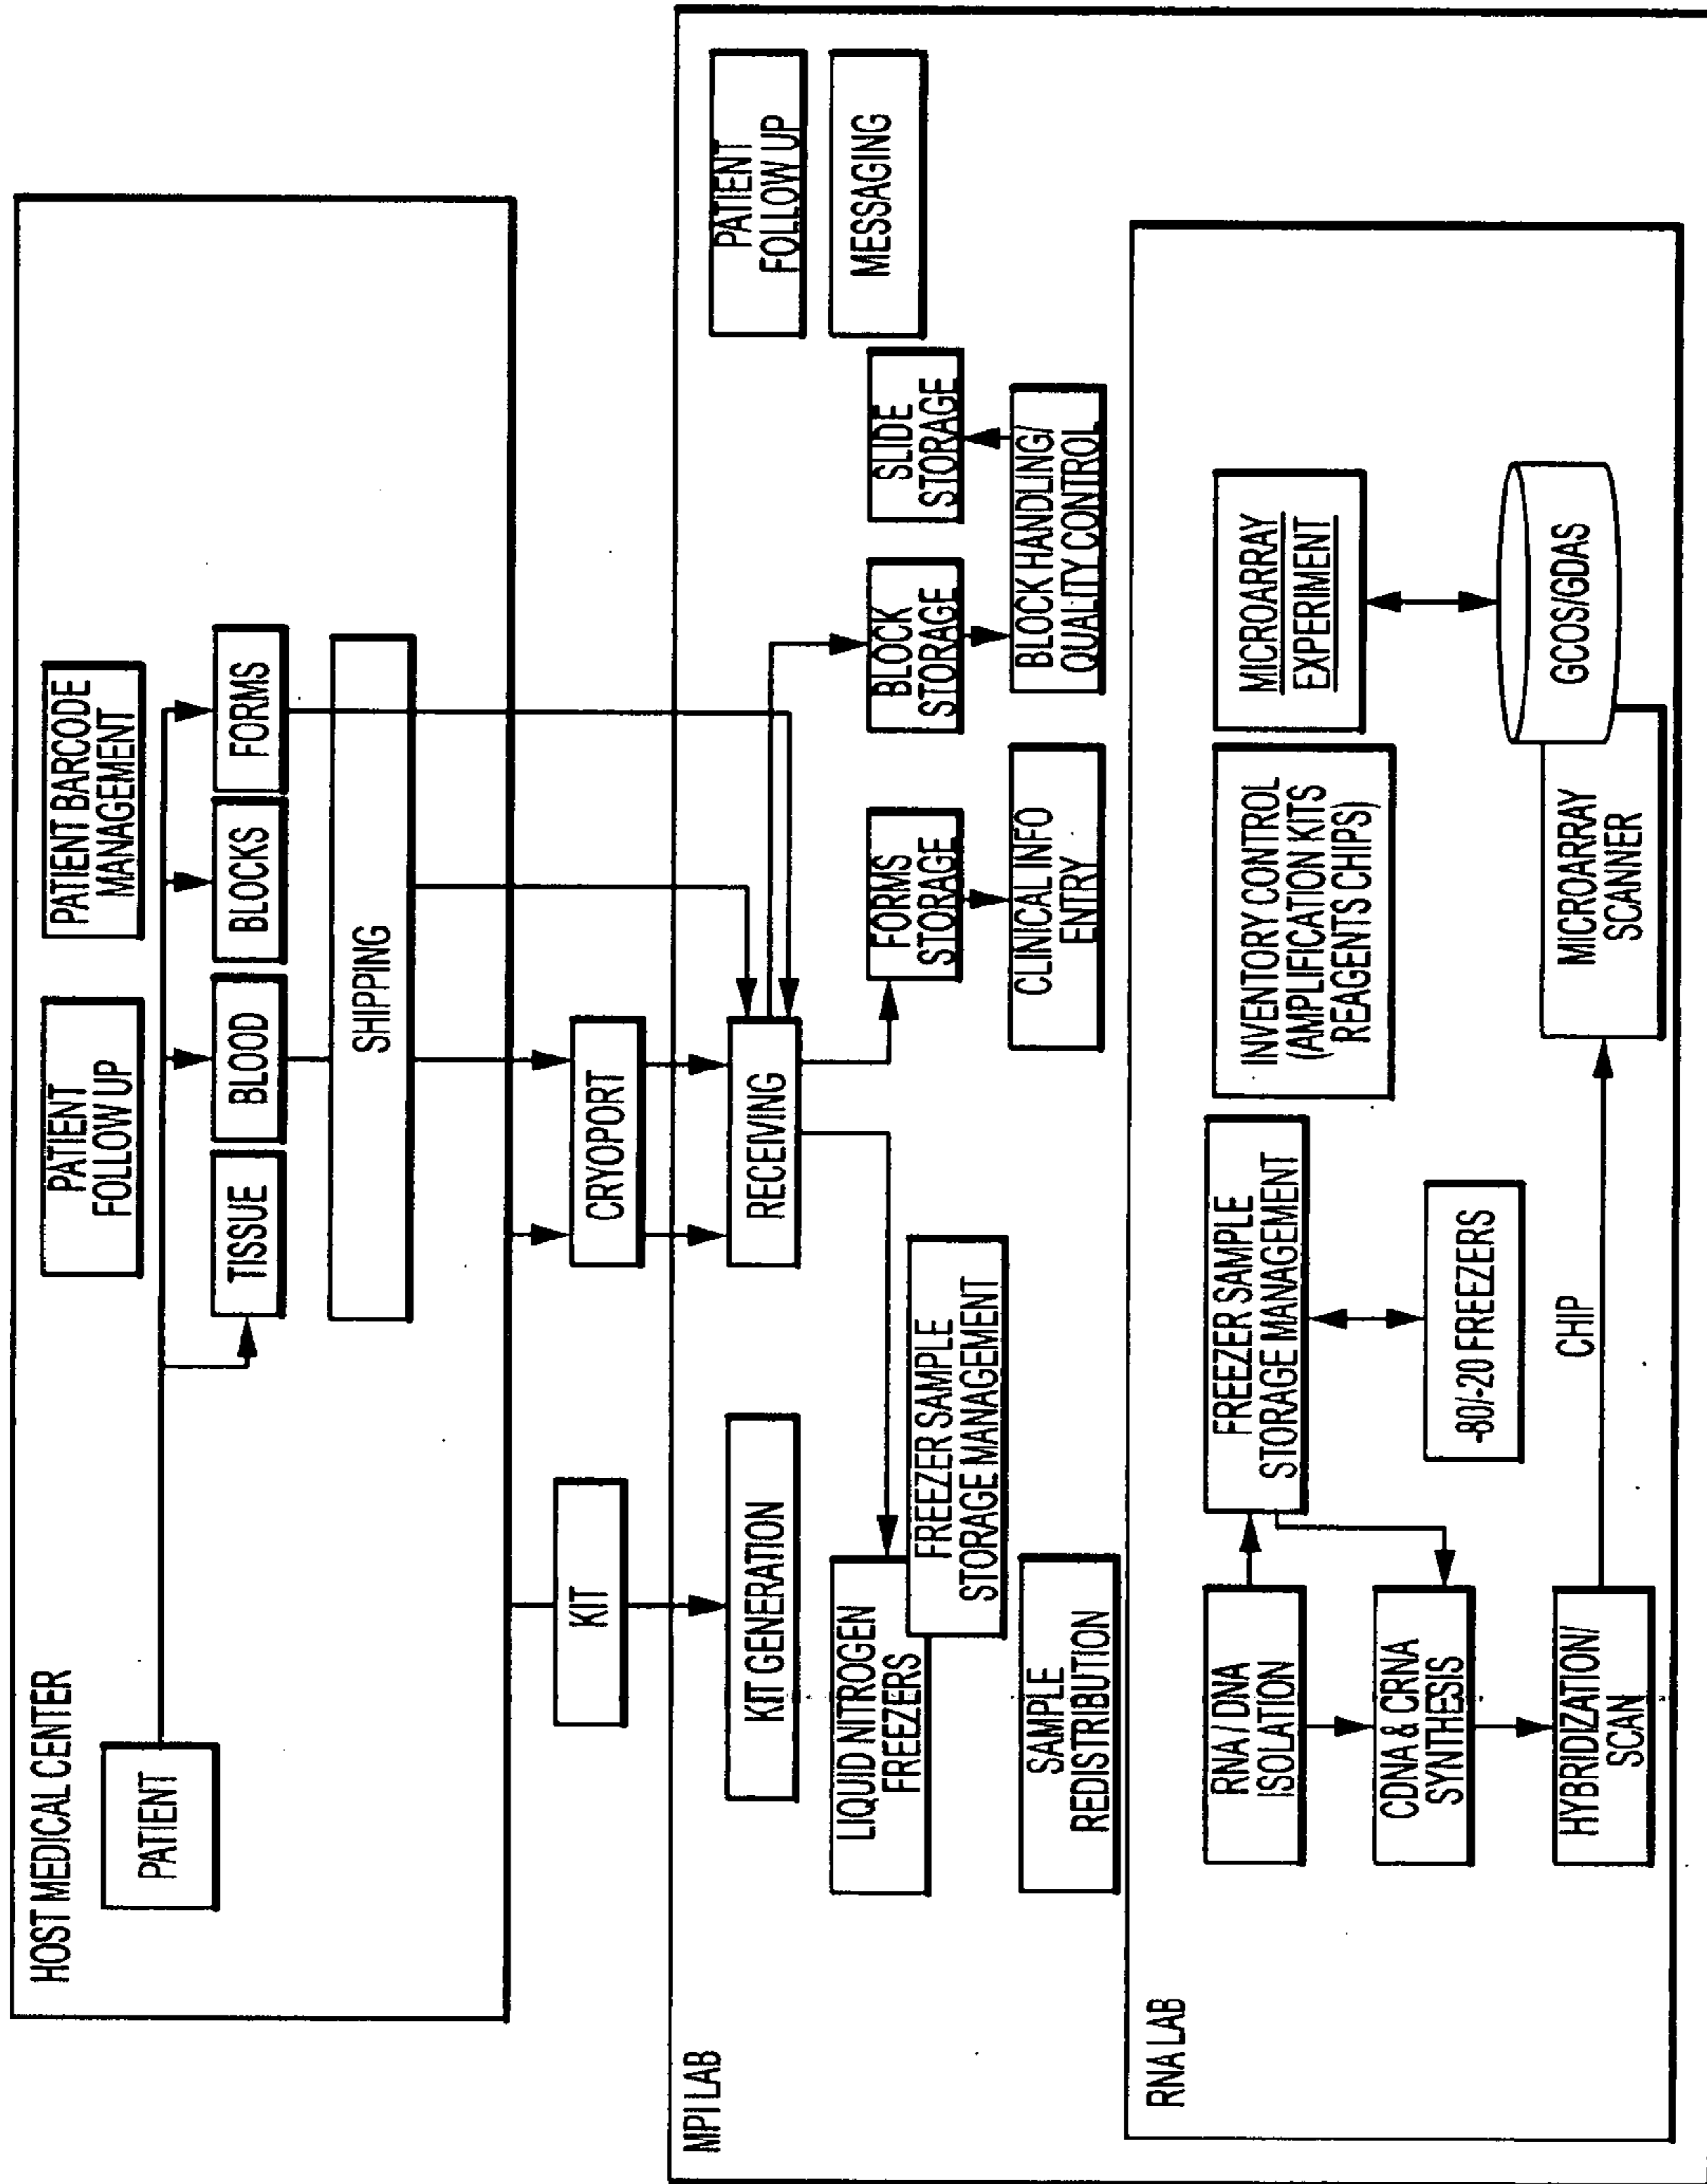 HOST MEDICAL CENTER
PATIENT
PATIENT
FOLLOW UP
PATIENT BARCODE
MANAGEMENT
TISSUE
BLOOD
BLOCKS
FORMS
SHIPPING
KIT
CRYOPORT
MPI LAB
KIT GENERATION
RECEIVING
PATIENT
FOLLOW UP
MESSAGING
LIQUID NITROGEN
FREEZERS
FREEZER SAMPLE
STORAGE MANAGEMENT
FORMS
STORAGE
BLOCK
STORAGE
SLIDE
STORAGE
SAMPLE
REDISTRIBUTION
CLINICAL INFO
ENTRY
BLOCK HANDLING/
QUALITY CONTROL
RNA LAB
RNA / DNA
ISOLATION
FREEZER SAMPLE
STORAGE MANAGEMENT
INVENTORY CONTROL
(AMPLIFICATION KITS
REAGENTS CHIPS)
MICROARRAY
EXPERIMENT
CDNA & CRNA
SYNTHESIS
-80/-20 FREEZERS
HYBRIDIZATION/
SCAN
CHIP
MICROARRAY
SCANNER
GCOS/GDAS